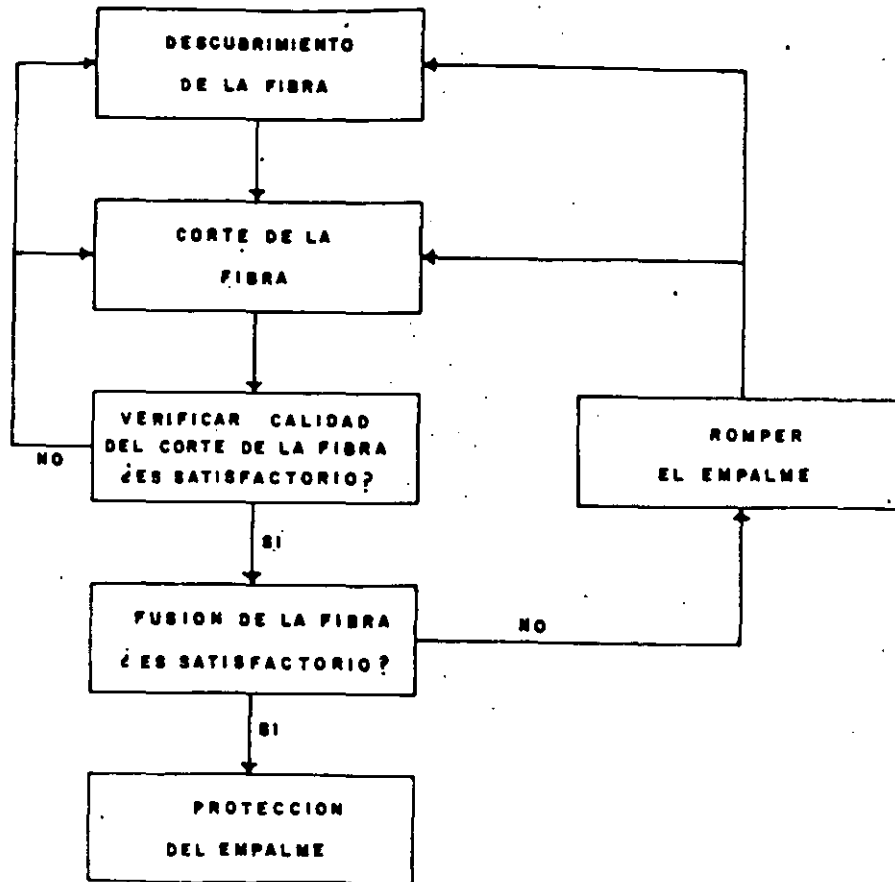 DESCUBRIMIENTO
DE LA FIBRA
CORTE DE LA
FIBRA
VERIFICAR CALIDAD
DEL CORTE DE LA FIBRA
¿ES SATISFACTORIO?
NO
ROMPER
EL EMPALME
SI
FUSION DE LA FIBRA
¿ES SATISFACTORIO?
NO
SI
PROTECCION
DEL EMPALME